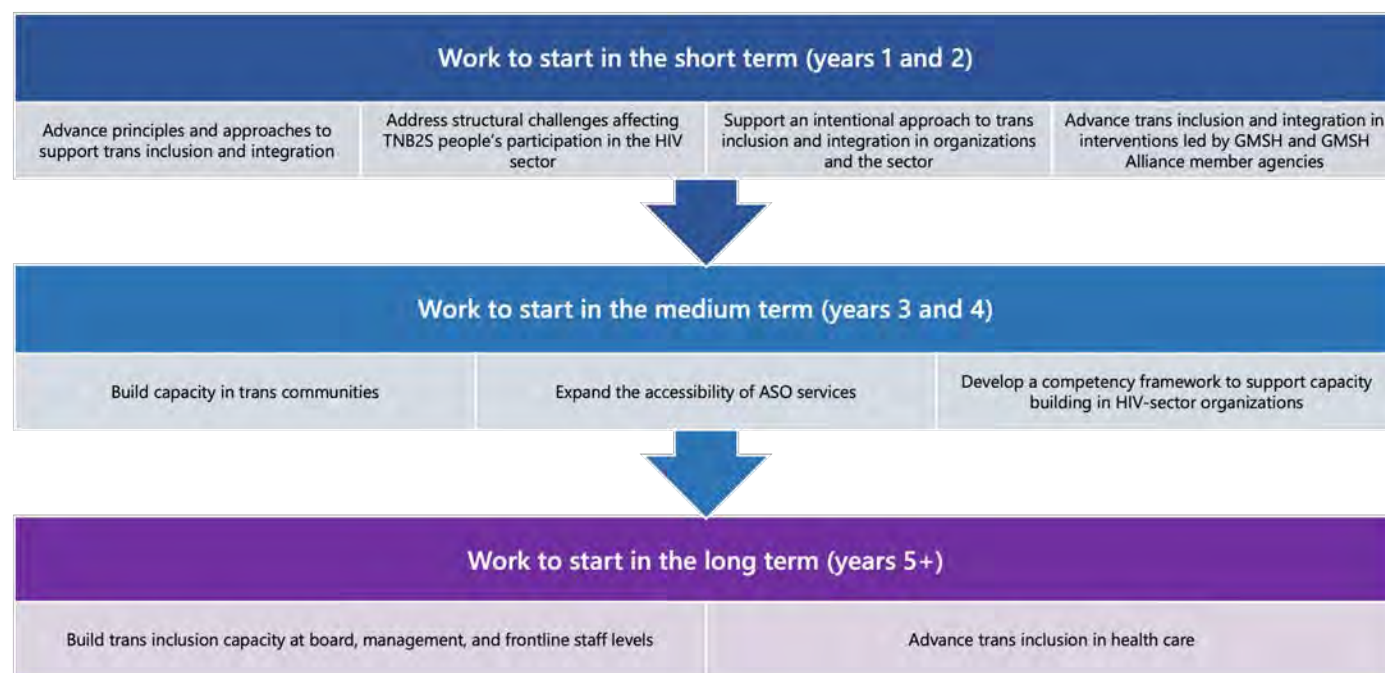 Work to start in the short term (years 1 and 2)
Advance principles and approaches to
support trans inclusion and integration
Address structural challenges affecting
TNB2S people's participation in the HIV
sector
Support an intentional approach to trans
inclusion and integration in organizations
and the sector
Advance trans inclusion and integration in
interventions led by GMSH and GMSH
Alliance member agencies
Work to start in the medium term (years 3 and 4)
Build capacity in trans communities
Expand the accessibility of ASO services
Develop a competency framework to support capacity
building in HIV-sector organizations
Work to start in the long term (years 5+)
Build trans inclusion capacity at board, management, and frontline staff levels
Advance trans inclusion in health care